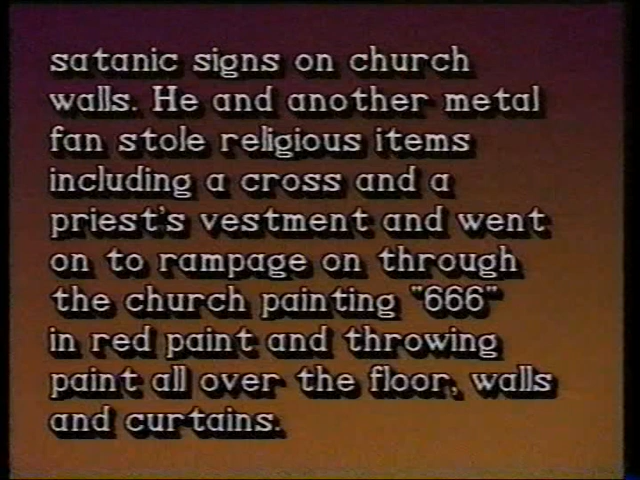 satanic signs on church
walls. He and another metal
fan stole religious items
including a cross and a
priest's vestment and went
on to rampage on through
the church painting "666"
in red paint and throwing
paint all over the floor, walls
and curtains.